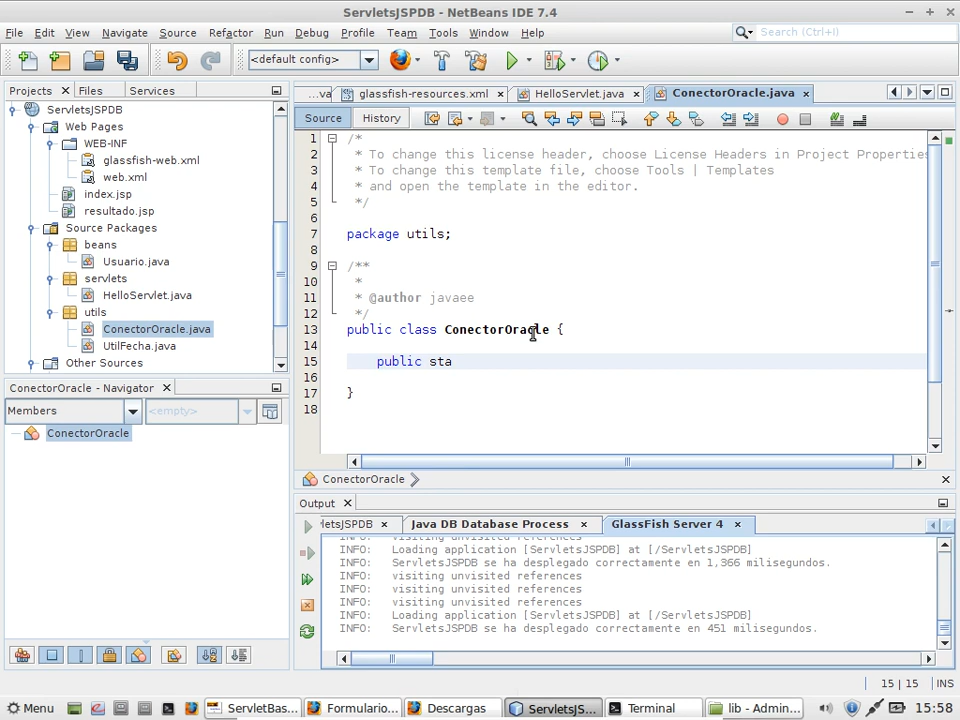 ServletsJSPDB - NetBeans IDE 7.4
File Edit View Navigate Source Refactor Run Debug Profile Team Tools Window Help
Search (Ctrl+I)
<default config>
Projects Files Services
ServletsJSPDB
Web Pages
WEB-INF
glassfish-web.xml
web.xml
index.jsp
resultado.jsp
Source Packages
beans
Usuario.java
servlets
HelloServlet.java
utils
ConectorOracle.java
UtilFecha.java
Other Sources
ConectorOracle - Navigator
Members
<empty>
ConectorOracle
...va glassfish-resources.xml HelloServlet.java ConectorOracle.java
Source History
1 /*
2 * To change this license header, choose License Headers in Project Properties
3 * To change this template file, choose Tools | Templates
4 * and open the template in the editor.
5 */
6
7 package utils;
8
9 /**
10 *
11 * @author javaee
12 */
13 public class ConectorOracle {
14
15 public sta
16
17 }
18
ConectorOracle
Output
letsJSPDB Java DB Database Process GlassFish Server 4
INFO: visiting unvisited references
INFO: Loading application [ServletsJSPDB] at [/ServletsJSPDB]
INFO: ServletsJSPDB se ha desplegado correctamente en 1,366 milisegundos.
INFO: visiting unvisited references
INFO: visiting unvisited references
INFO: visiting unvisited references
INFO: Loading application [ServletsJSPDB] at [/ServletsJSPDB]
INFO: ServletsJSPDB se ha desplegado correctamente en 451 milisegundos.
15 | 15 INS
Menu ServletBas... Formulario... Descargas ServletsJS... Terminal lib - Admin... 15:58